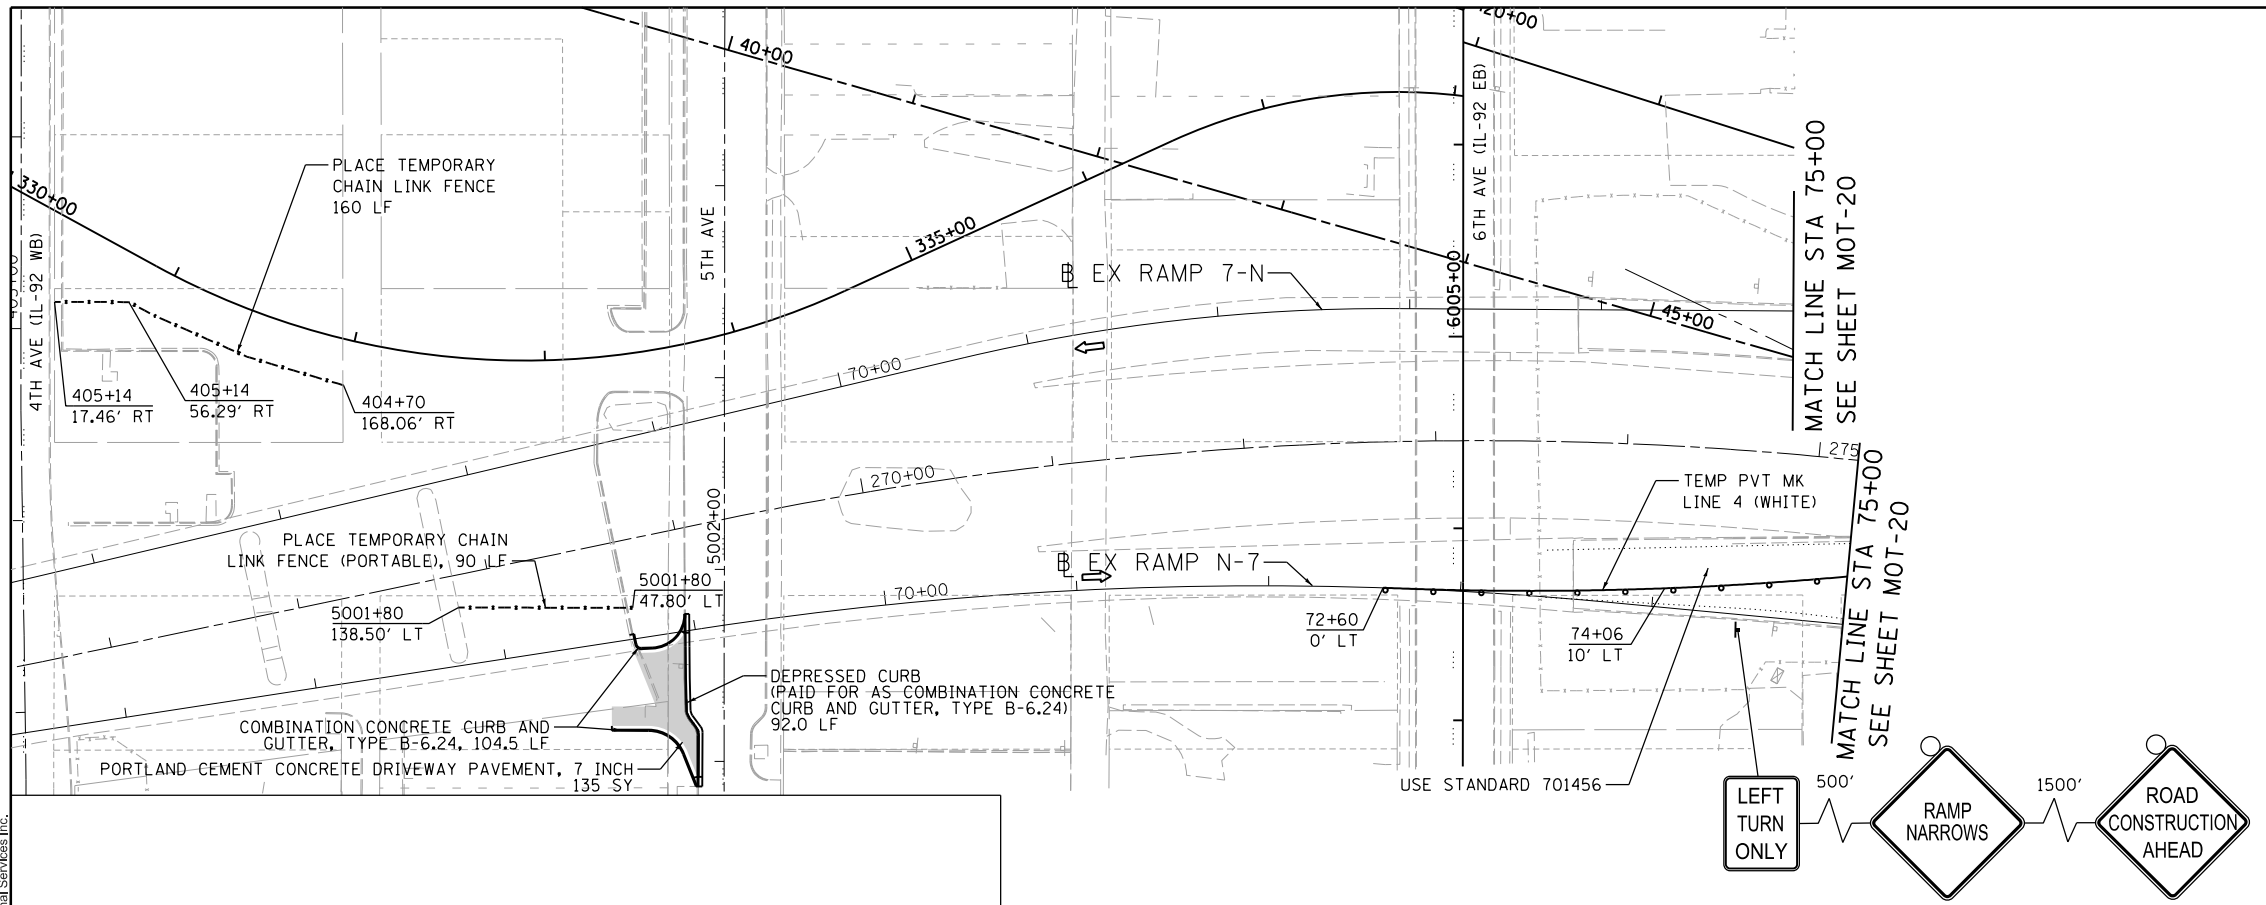 40+00
20+00
330+00
PLACE TEMPORARY
CHAIN LINK FENCE
160 LF
4TH AVE (IL-92 WB)
5TH AVE
6TH AVE (IL-92 EB)
335+00
℄ EX RAMP 7-N
6005+00
45+00
MATCH LINE STA 75+00
SEE SHEET MOT-20
405+14
17.46' RT
405+14
56.29' RT
404+70
168.06' RT
70+00
270+00
275
TEMP PVT MK
LINE 4 (WHITE)
MATCH LINE STA 75+00
SEE SHEET MOT-20
5002+00
PLACE TEMPORARY CHAIN
LINK FENCE (PORTABLE), 90 LF
5001+80
47.80' LT
5001+80
138.50' LT
70+00
℄ EX RAMP N-7
72+60
0' LT
74+06
10' LT
DEPRESSED CURB
(PAID FOR AS COMBINATION CONCRETE
CURB AND GUTTER, TYPE B-6.24)
92.0 LF
COMBINATION CONCRETE CURB AND
GUTTER, TYPE B-6.24, 104.5 LF
PORTLAND CEMENT CONCRETE DRIVEWAY PAVEMENT, 7 INCH
135 SY
USE STANDARD 701456
LEFT
TURN
ONLY
500'
RAMP
NARROWS
1500'
ROAD
CONSTRUCTION
AHEAD
Services Inc.